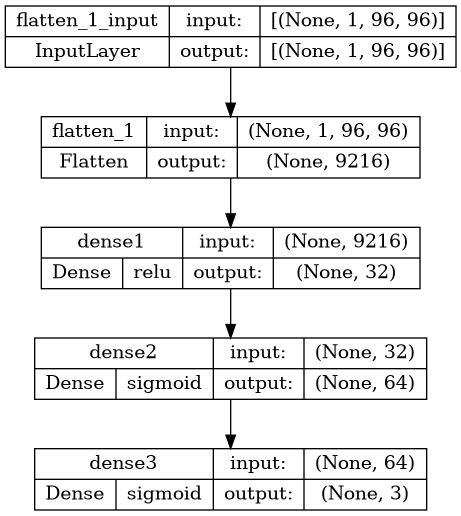 flatten_1_input input: [(None, 1, 96, 96)]
InputLayer output: [(None, 1, 96, 96)]
flatten_1 input: (None, 1, 96, 96)
Flatten output: (None, 9216)
dense1 input: (None, 9216)
Dense relu output: (None, 32)
dense2 input: (None, 32)
Dense sigmoid output: (None, 64)
dense3 input: (None, 64)
Dense sigmoid output: (None, 3)